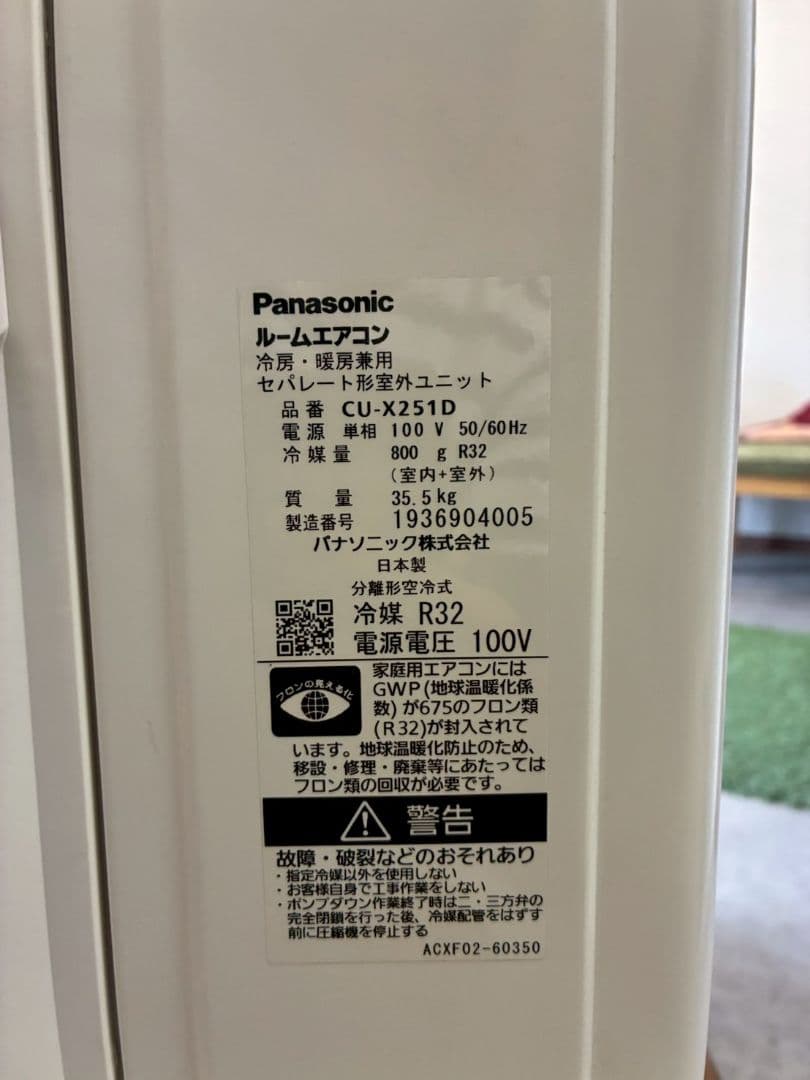 Panasonic
ルームエアコン
冷房・暖房兼用
セパレート形室外ユニット
品番 CU-X251D
電源 単相 100 V 50/60Hz
冷媒量 800 g R32
(室内+室外)
質量 35.5kg
製造番号 1936904005
パナソニック株式会社
日本製
分離形空冷式
冷媒 R32
電源電圧 100V
フロンの見える化
家庭用エアコンには
GWP(地球温暖化係
数)が675のフロン類
(R32)が封入されて
います。地球温暖化防止のため、
移設・修理・廃棄等にあたっては
フロン類の回収が必要です。
警告
故障・破裂などのおそれあり
・指定冷媒以外を使用しない
・お客様自身で工事作業をしない
・ポンプダウン作業終了時は二・三方弁の
完全閉鎖を行った後、冷媒配管をはずす
前に圧縮機を停止する
ACXF02-60350